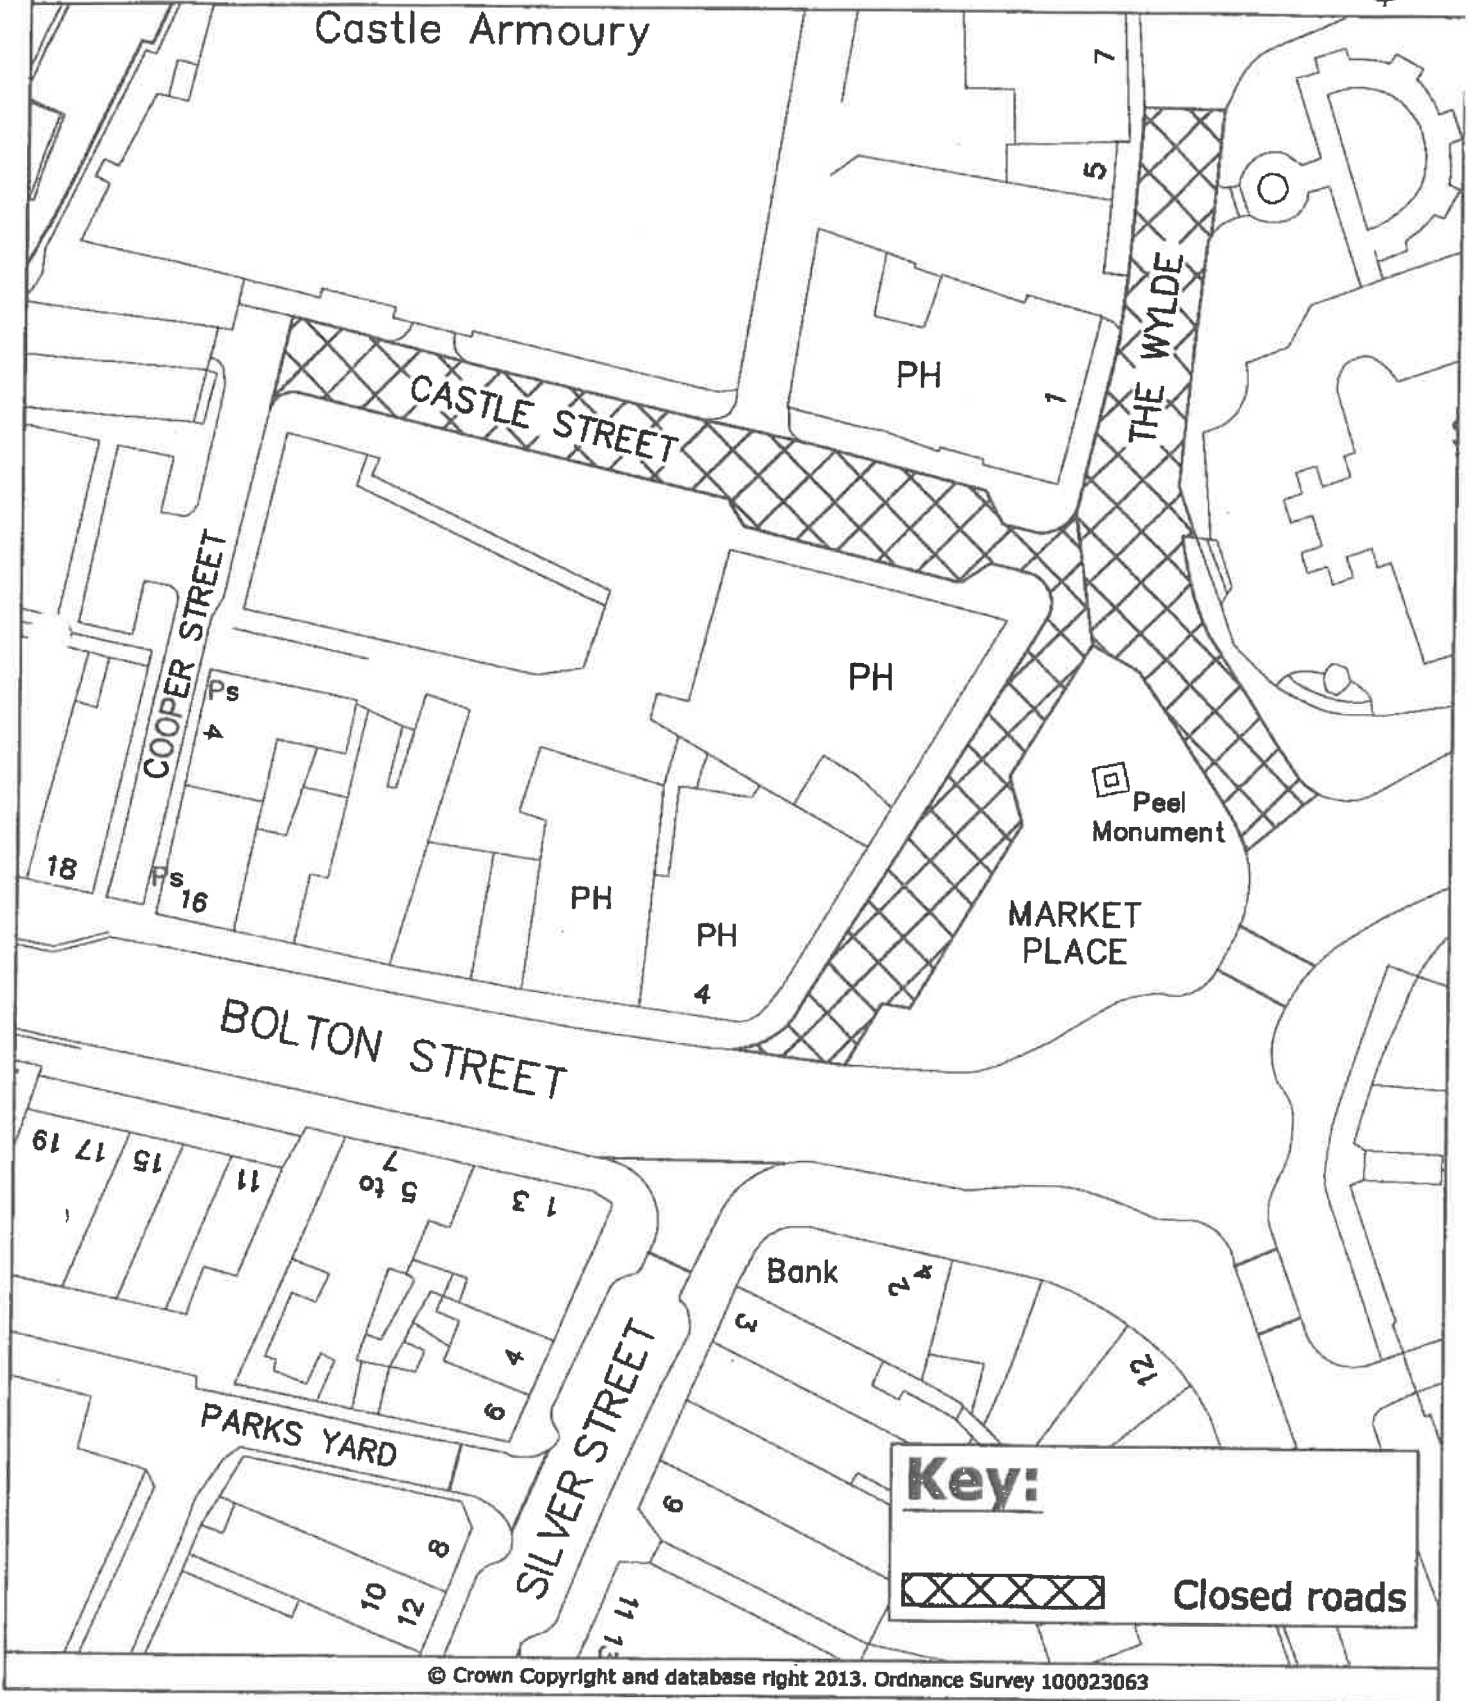 Castle Armoury
7
5
THE WYLDE
PH
1
CASTLE STREET
COOPER STREET
Ps
4
PH
Peel
Monument
18
Ps
16
PH
PH
4
MARKET
PLACE
BOLTON STREET
19 17 15
11
7
5 to
3 1
Bank
2
4
3
4
6
12
PARKS YARD
SILVER STREET
9
8
10
12
11
13
Key:
Closed roads
© Crown Copyright and database right 2013. Ordnance Survey 100023063